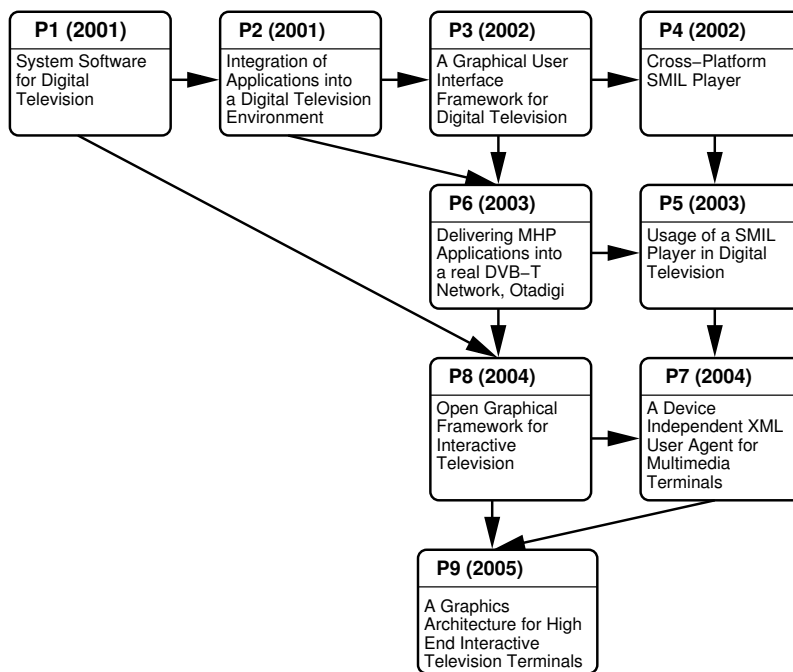 P1 (2001)
System Software
for Digital
Television
P2 (2001)
Integration of
Applications into
a Digital Television
Environment
P3 (2002)
A Graphical User
Interface
Framework for
Digital Television
P4 (2002)
Cross−Platform
SMIL Player
P6 (2003)
Delivering MHP
Applications into
a real DVB−T
Network, Otadigi
P5 (2003)
Usage of a SMIL
Player in Digital
Television
P8 (2004)
Open Graphical
Framework for
Interactive
Television
P7 (2004)
A Device
Independent XML
User Agent for
Multimedia
Terminals
P9 (2005)
A Graphics
Architecture for High
End Interactive
Television Terminals